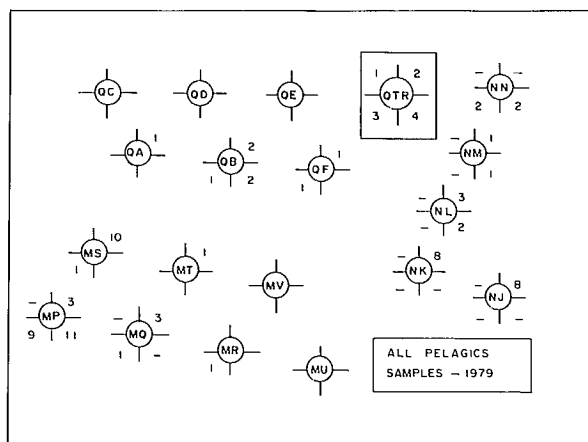 1 2
QC QD QE QTR NN
3 4 2 2
1
QA 2 1 1
QB QF NM
1 2 1 1
3
NL
2
10 8
MS 1 NK
1 MT MV 8
NJ
3
MP 3
9 11 MQ
1 MR
1 MU
ALL PELAGICS
SAMPLES – 1979